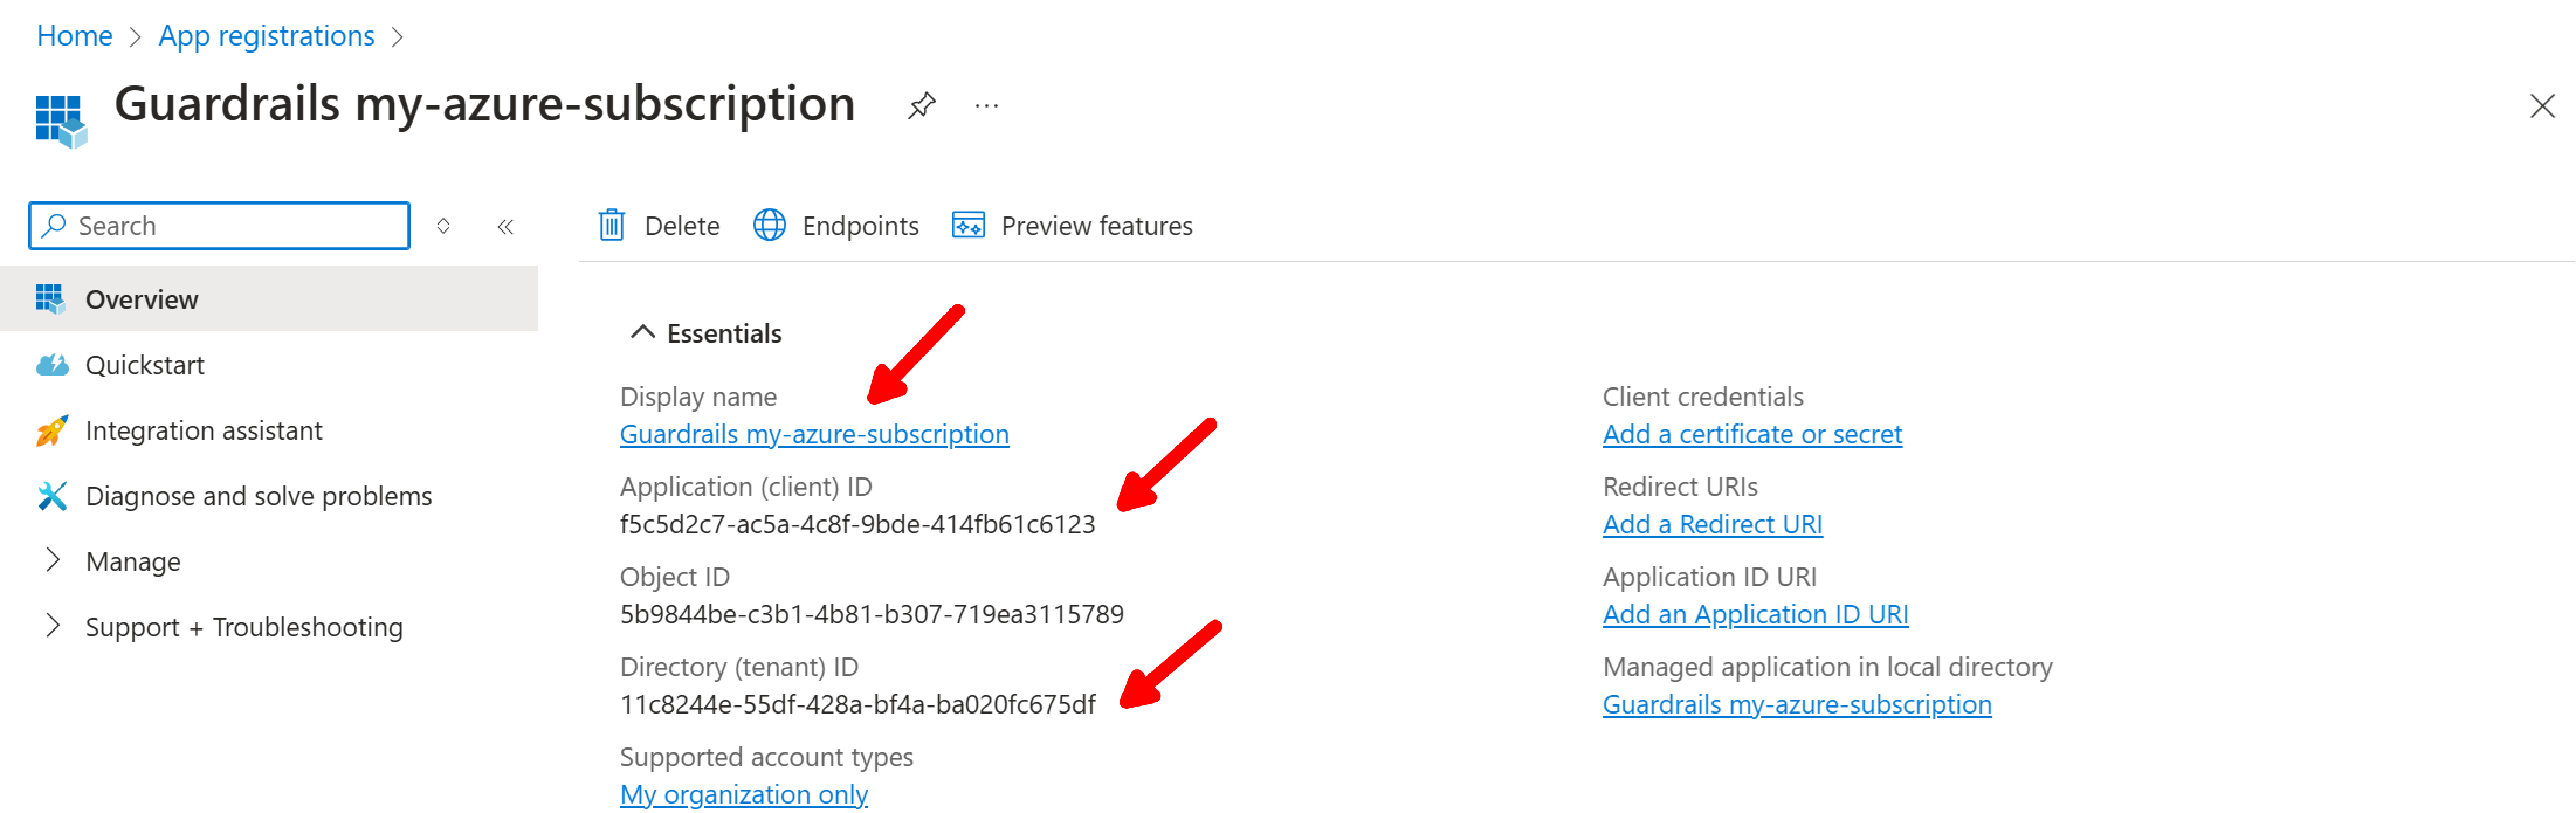 Home > App registrations >
Guardrails my-azure-subscription
Search
Delete Endpoints Preview features
Overview
Quickstart
Integration assistant
Diagnose and solve problems
Manage
Support + Troubleshooting
Essentials
Display name
Guardrails my-azure-subscription
Application (client) ID
f5c5d2c7-ac5a-4c8f-9bde-414fb61c6123
Object ID
5b9844be-c3b1-4b81-b307-719ea3115789
Directory (tenant) ID
11c8244e-55df-428a-bf4a-ba020fc675df
Supported account types
My organization only
Client credentials
Add a certificate or secret
Redirect URIs
Add a Redirect URI
Application ID URI
Add an Application ID URI
Managed application in local directory
Guardrails my-azure-subscription